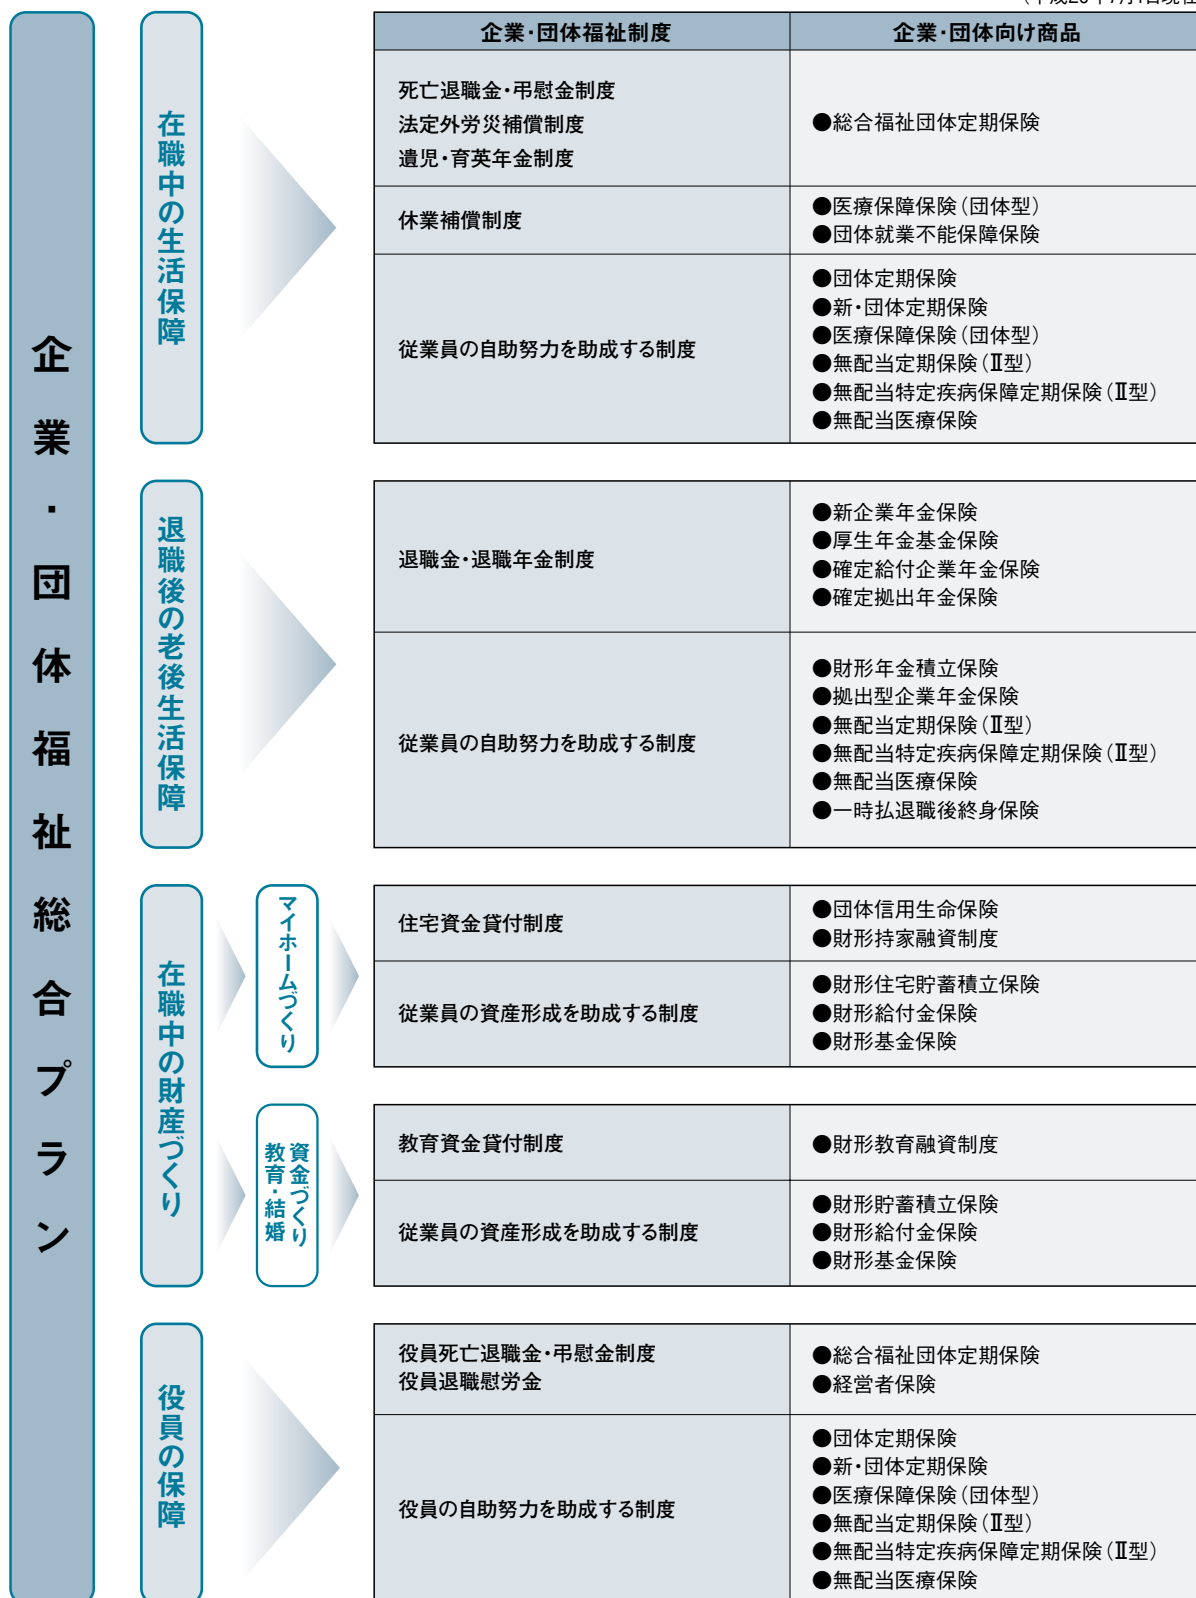 企業・団体福祉総合プラン
企業・団体福祉制度
企業・団体向け商品
在職中の生活保障
死亡退職金・弔慰金制度
法定外労災補償制度
遺児・育英年金制度
●総合福祉団体定期保険
休業補償制度
●医療保障保険（団体型）
●団体就業不能保障保険
従業員の自助努力を助成する制度
●団体定期保険
●新・団体定期保険
●医療保障保険（団体型）
●無配当定期保険（Ⅱ型）
●無配当特定疾病保障定期保険（Ⅱ型）
●無配当医療保険
退職後の老後生活保障
退職金・退職年金制度
●新企業年金保険
●厚生年金基金保険
●確定給付企業年金保険
●確定拠出年金保険
従業員の自助努力を助成する制度
●財形年金積立保険
●拠出型企業年金保険
●無配当定期保険（Ⅱ型）
●無配当特定疾病保障定期保険（Ⅱ型）
●無配当医療保険
●一時払退職後終身保険
在職中の財産づくり
マイホームづくり
住宅資金貸付制度
●団体信用生命保険
●財形持家融資制度
従業員の資産形成を助成する制度
●財形住宅貯蓄積立保険
●財形給付金保険
●財形基金保険
教育・結婚
資金づくり
教育資金貸付制度
●財形教育融資制度
従業員の資産形成を助成する制度
●財形貯蓄積立保険
●財形給付金保険
●財形基金保険
役員の保障
役員死亡退職金・弔慰金制度
役員退職慰労金
●総合福祉団体定期保険
●経営者保険
役員の自助努力を助成する制度
●団体定期保険
●新・団体定期保険
●医療保障保険（団体型）
●無配当定期保険（Ⅱ型）
●無配当特定疾病保障定期保険（Ⅱ型）
●無配当医療保険